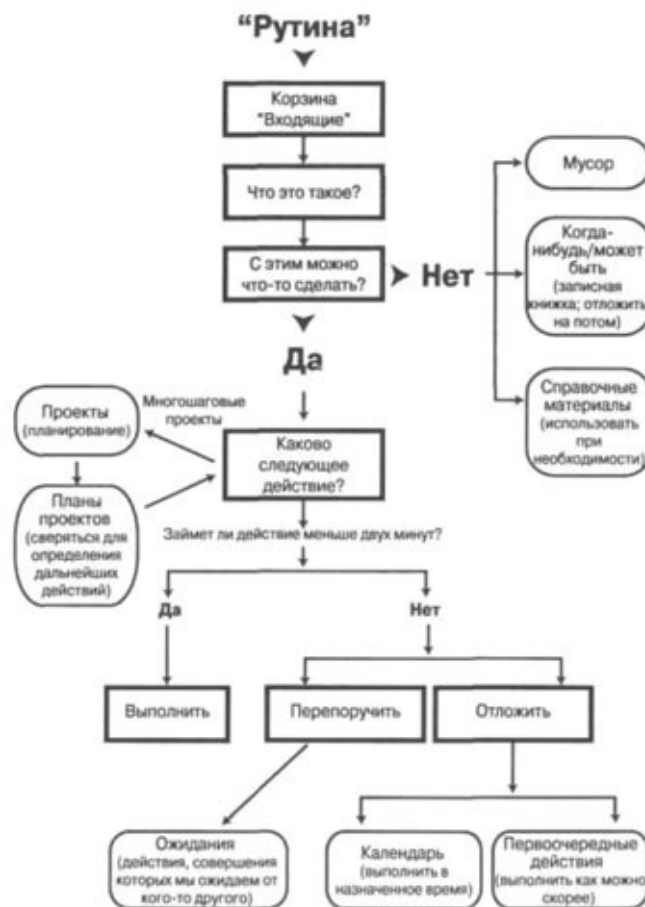 “Рутина”
Корзина
"Входящие"
Что это такое?
С этим можно
что-то сделать?
Нет
Мусор
Когда-
нибудь/может
быть
(записная
книжка; отложить
на потом)
Справочные
материалы
(использовать
при
необходимости)
Да
Многошаговые
проекты
Проекты
(планирование)
Каково
следующее
действие?
Планы
проектов
(сверяться для
определения
дальнейших
действий)
Займет ли действие меньше двух минут?
Да
Нет
Выполнить
Перепоручить
Отложить
Ожидания
(действия, совершения
которых мы ожидаем от
кого-то другого)
Календарь
(выполнить в
назначенное время)
Первоочередные
действия
(выполнить как можно
скорее)